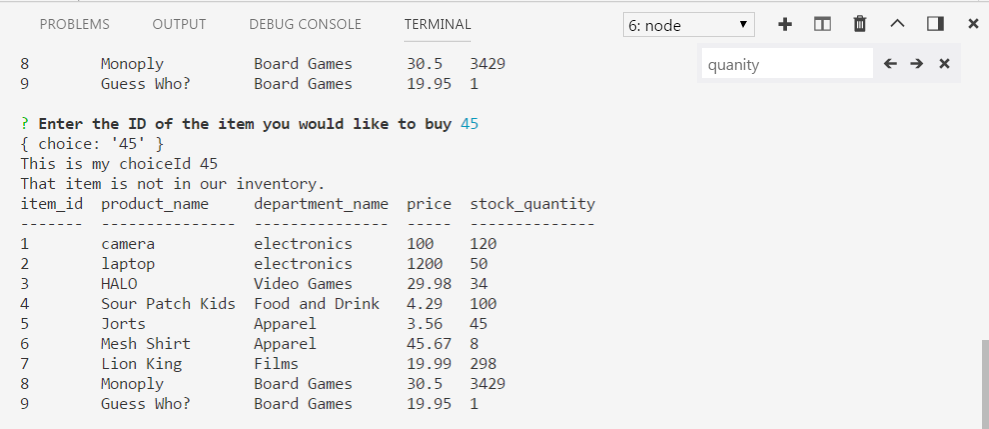 PROBLEMS OUTPUT DEBUG CONSOLE TERMINAL 6: node
quanity
8 Monoply Board Games 30.5 3429
9 Guess Who? Board Games 19.95 1
? Enter the ID of the item you would like to buy 45
{ choice: '45' }
This is my choiceId 45
That item is not in our inventory.
item_id product_name department_name price stock_quantity
------- --------------- --------------- ----- --------------
1 camera electronics 100 120
2 laptop electronics 1200 50
3 HALO Video Games 29.98 34
4 Sour Patch Kids Food and Drink 4.29 100
5 Jorts Apparel 3.56 45
6 Mesh Shirt Apparel 45.67 8
7 Lion King Films 19.99 298
8 Monoply Board Games 30.5 3429
9 Guess Who? Board Games 19.95 1